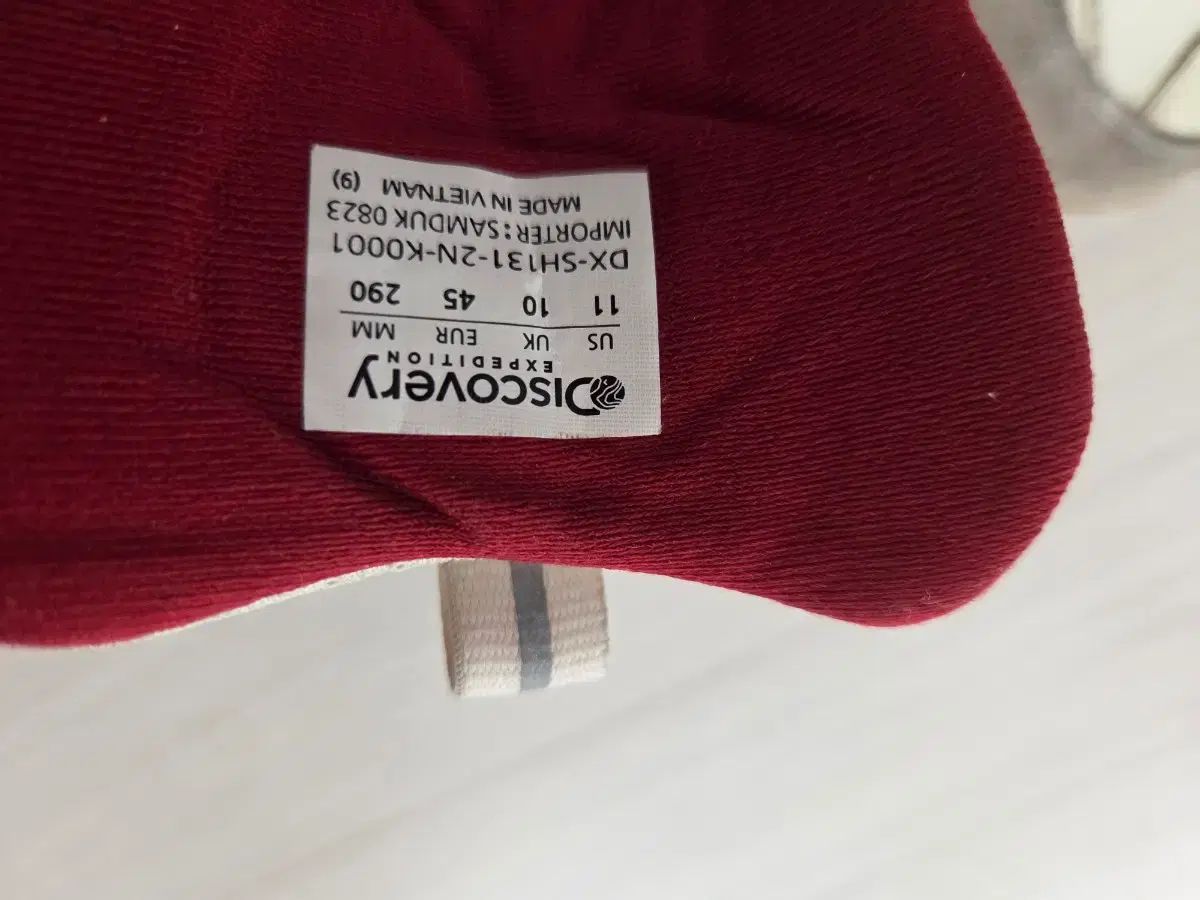 DISCOVERY
EXPEDITION
US UK EUR MM
11 10 45 290
DX-SH131-2N-K0001
IMPORTER: SAMDUK 0823
MADE IN VIETNAM (9)